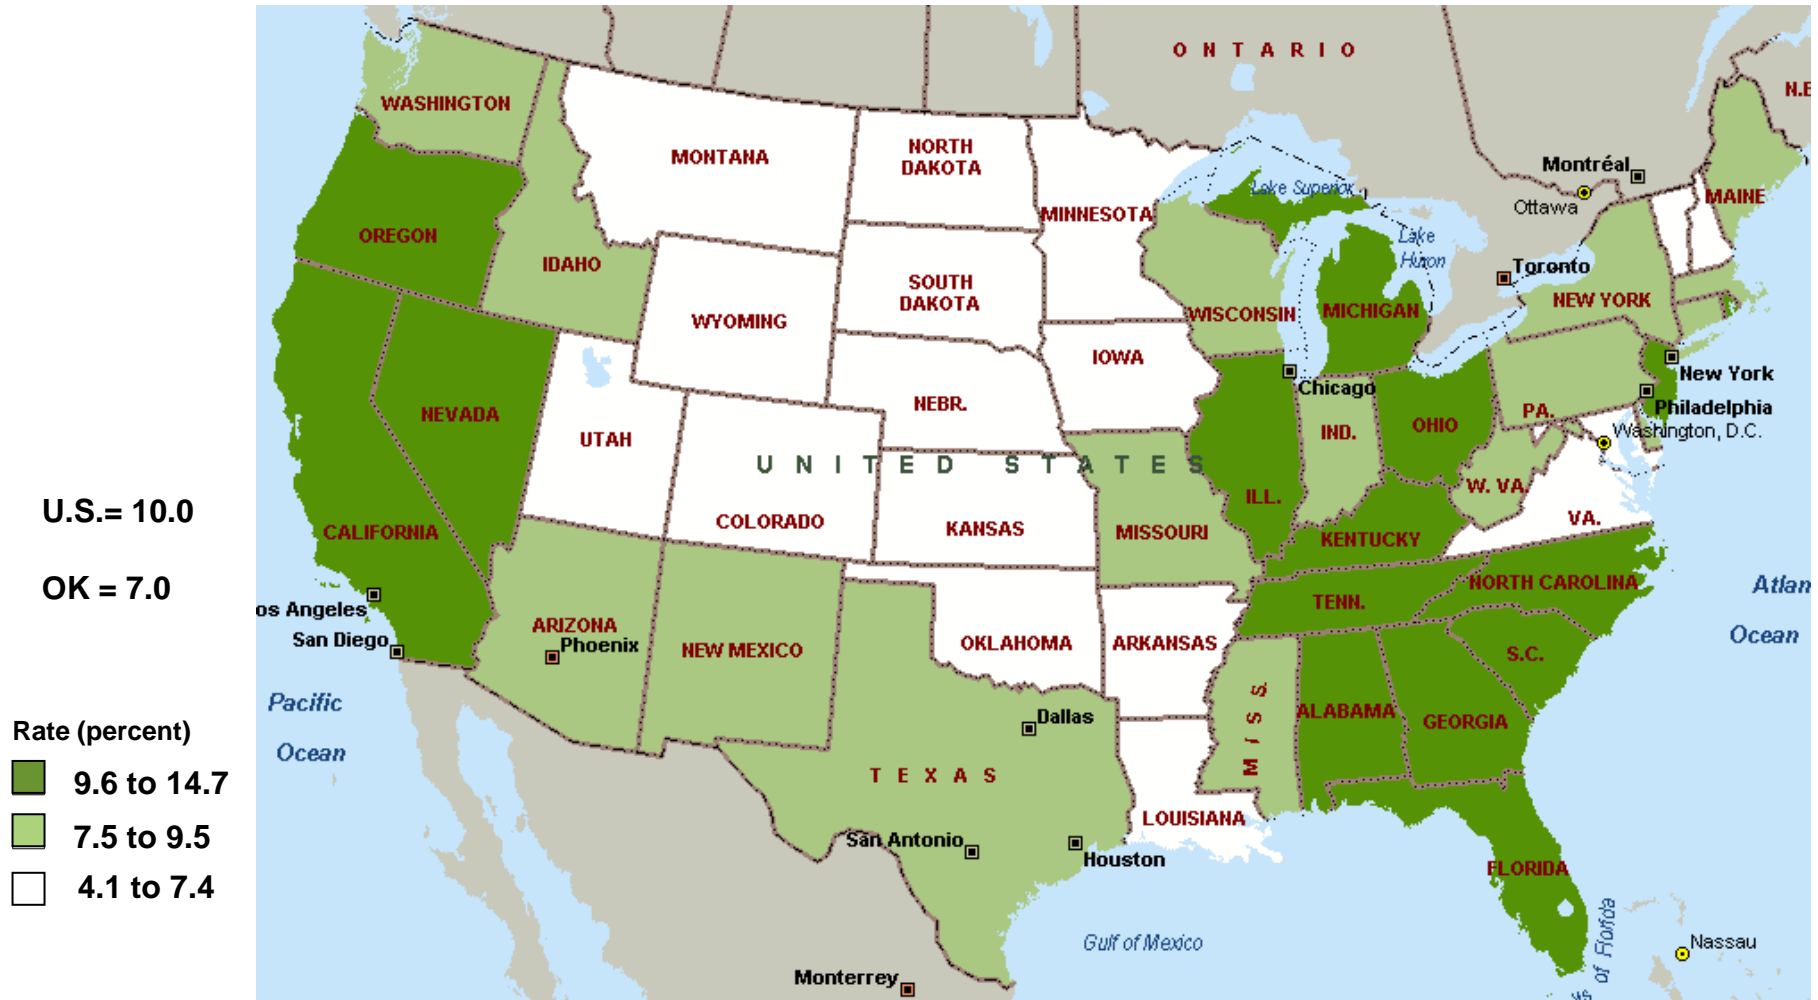 U.S.= 10.0
OK = 7.0
Rate (percent)
9.6 to 14.7
7.5 to 9.5
4.1 to 7.4
ONTARIO
N.B
WASHINGTON
MONTANA
NORTH
DAKOTA
MINNESOTA
Lake Superior
Montréal
Ottawa
MAINE
OREGON
IDAHO
Lake
Huron
Toronto
SOUTH
DAKOTA
WYOMING
WISCONSIN
MICHIGAN
NEW YORK
IOWA
Chicago
New York
Philadelphia
NEVADA
NEBR.
UTAH
IND.
OHIO
PA.
Washington, D.C.
UNITED STATES
ILL.
W. VA.
VA.
CALIFORNIA
COLORADO
KANSAS
MISSOURI
KENTUCKY
NORTH CAROLINA
Atlan
Ocean
os Angeles
San Diego
ARIZONA
Phoenix
NEW MEXICO
OKLAHOMA
ARKANSAS
TENN.
S.C.
Pacific
Ocean
Dallas
MISS.
ALABAMA
GEORGIA
TEXAS
LOUISIANA
San Antonio
Houston
FLORIDA
Gulf of Mexico
of Florida
Nassau
Monterrey